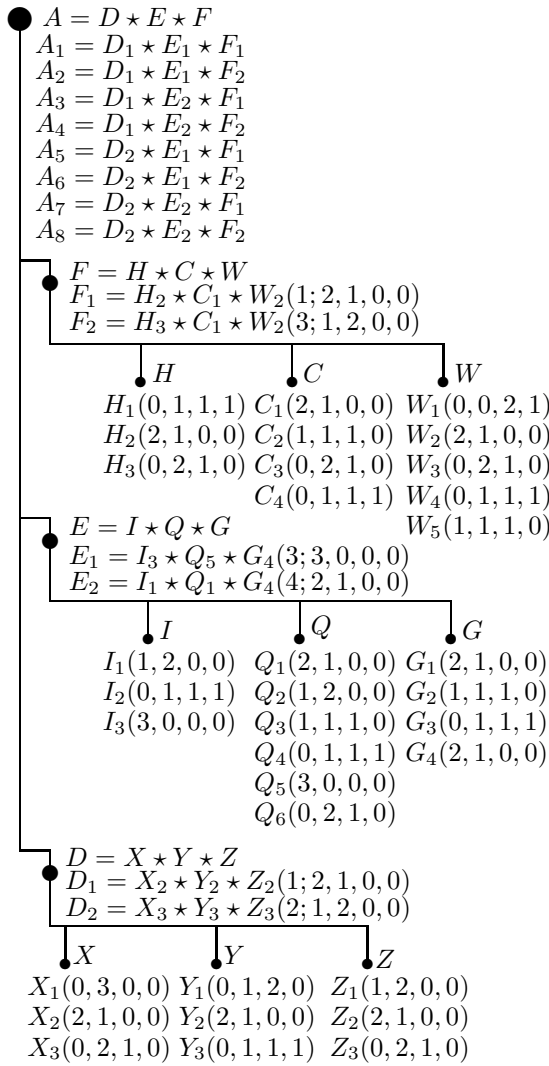 A = D ⋆ E ⋆ F
A₁ = D₁ ⋆ E₁ ⋆ F₁
A₂ = D₁ ⋆ E₁ ⋆ F₂
A₃ = D₁ ⋆ E₂ ⋆ F₁
A₄ = D₁ ⋆ E₂ ⋆ F₂
A₅ = D₂ ⋆ E₁ ⋆ F₁
A₆ = D₂ ⋆ E₁ ⋆ F₂
A₇ = D₂ ⋆ E₂ ⋆ F₁
A₈ = D₂ ⋆ E₂ ⋆ F₂
F = H ⋆ C ⋆ W
F₁ = H₂ ⋆ C₁ ⋆ W₂(1; 2, 1, 0, 0)
F₂ = H₃ ⋆ C₁ ⋆ W₂(3; 1, 2, 0, 0)
H C W
H₁(0, 1, 1, 1) C₁(2, 1, 0, 0) W₁(0, 0, 2, 1)
H₂(2, 1, 0, 0) C₂(1, 1, 1, 0) W₂(2, 1, 0, 0)
H₃(0, 2, 1, 0) C₃(0, 2, 1, 0) W₃(0, 2, 1, 0)
C₄(0, 1, 1, 1) W₄(0, 1, 1, 1)
W₅(1, 1, 1, 0)
E = I ⋆ Q ⋆ G
E₁ = I₃ ⋆ Q₅ ⋆ G₄(3; 3, 0, 0, 0)
E₂ = I₁ ⋆ Q₁ ⋆ G₄(4; 2, 1, 0, 0)
I Q G
I₁(1, 2, 0, 0) Q₁(2, 1, 0, 0) G₁(2, 1, 0, 0)
I₂(0, 1, 1, 1) Q₂(1, 2, 0, 0) G₂(1, 1, 1, 0)
I₃(3, 0, 0, 0) Q₃(1, 1, 1, 0) G₃(0, 1, 1, 1)
Q₄(0, 1, 1, 1) G₄(2, 1, 0, 0)
Q₅(3, 0, 0, 0)
Q₆(0, 2, 1, 0)
D = X ⋆ Y ⋆ Z
D₁ = X₂ ⋆ Y₂ ⋆ Z₂(1; 2, 1, 0, 0)
D₂ = X₃ ⋆ Y₃ ⋆ Z₃(2; 1, 2, 0, 0)
X Y Z
X₁(0, 3, 0, 0) Y₁(0, 1, 2, 0) Z₁(1, 2, 0, 0)
X₂(2, 1, 0, 0) Y₂(2, 1, 0, 0) Z₂(2, 1, 0, 0)
X₃(0, 2, 1, 0) Y₃(0, 1, 1, 1) Z₃(0, 2, 1, 0)